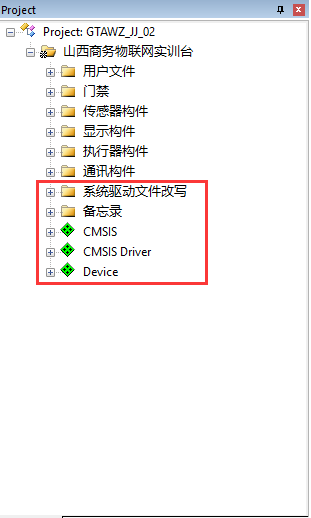 Project
Project: GTAWZ_JJ_02
山西商务物联网实训台
用户文件
门禁
传感器构件
显示构件
执行器构件
通讯构件
系统驱动文件改写
备忘录
CMSIS
CMSIS Driver
Device